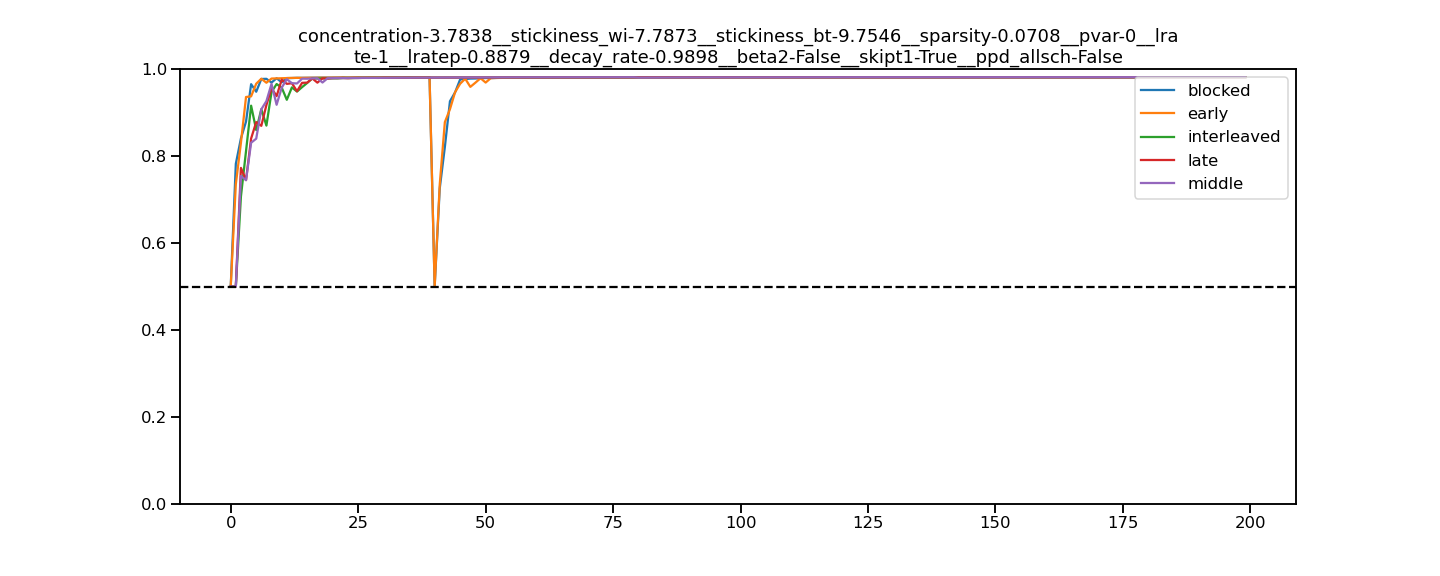 concentration-3.7838__stickiness_wi-7.7873__stickiness_bt-9.7546__sparsity-0.0708__pvar-0__lra
te-1__lratep-0.8879__decay_rate-0.9898__beta2-False__skipt1-True__ppd_allsch-False
1.0
0.8
0.6
0.4
0.2
0.0
blocked
early
interleaved
late
middle
0 25 50 75 100 125 150 175 200